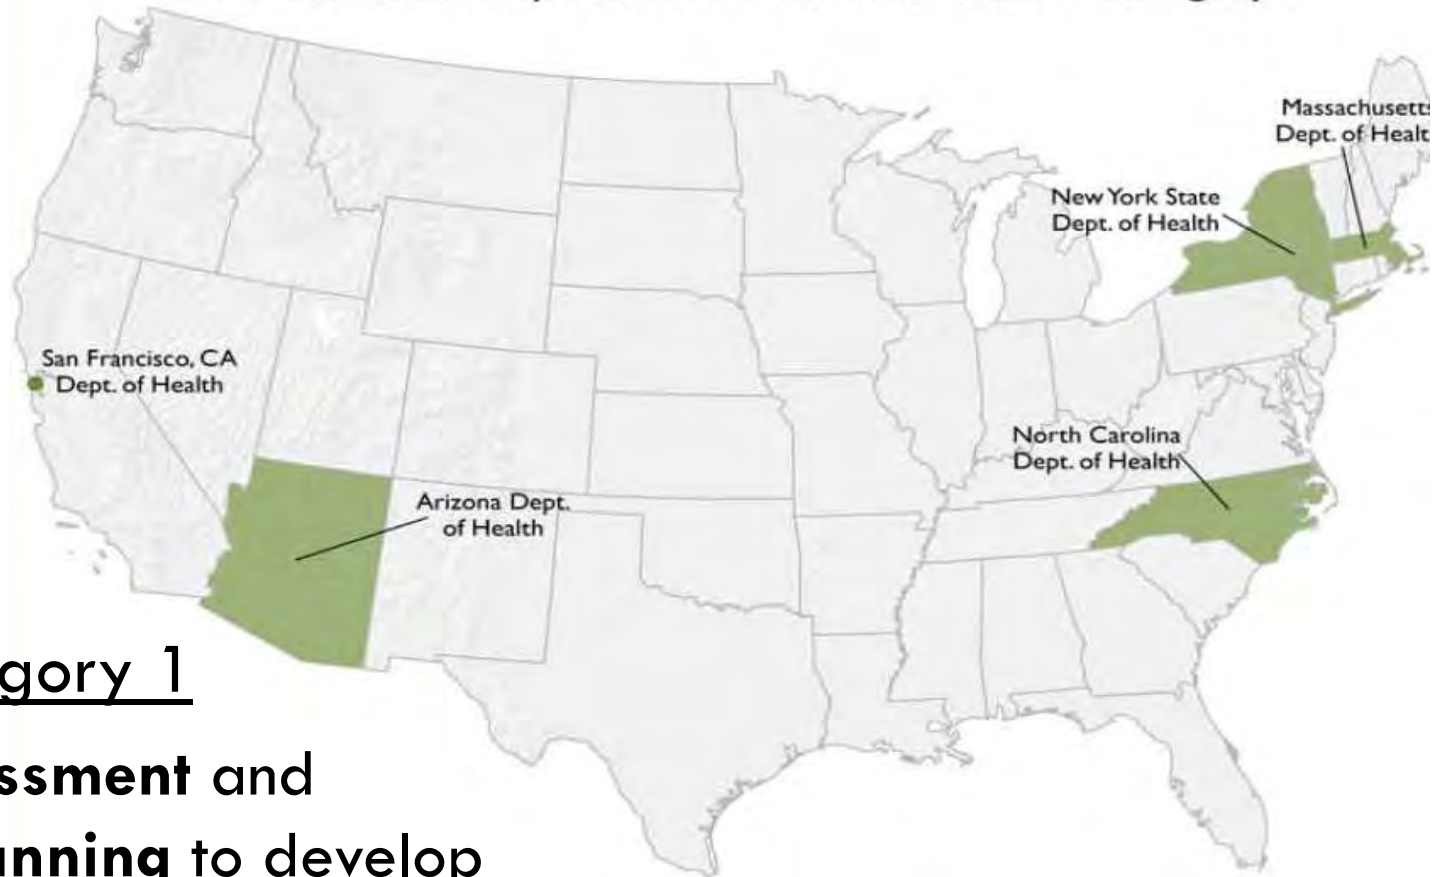 Massachusetts
Dept. of Healt
New York State
Dept. of Health
San Francisco, CA
Dept. of Health
North Carolina
Dept. of Health
Arizona Dept.
of Health
gory 1
ssment and
nning to develop